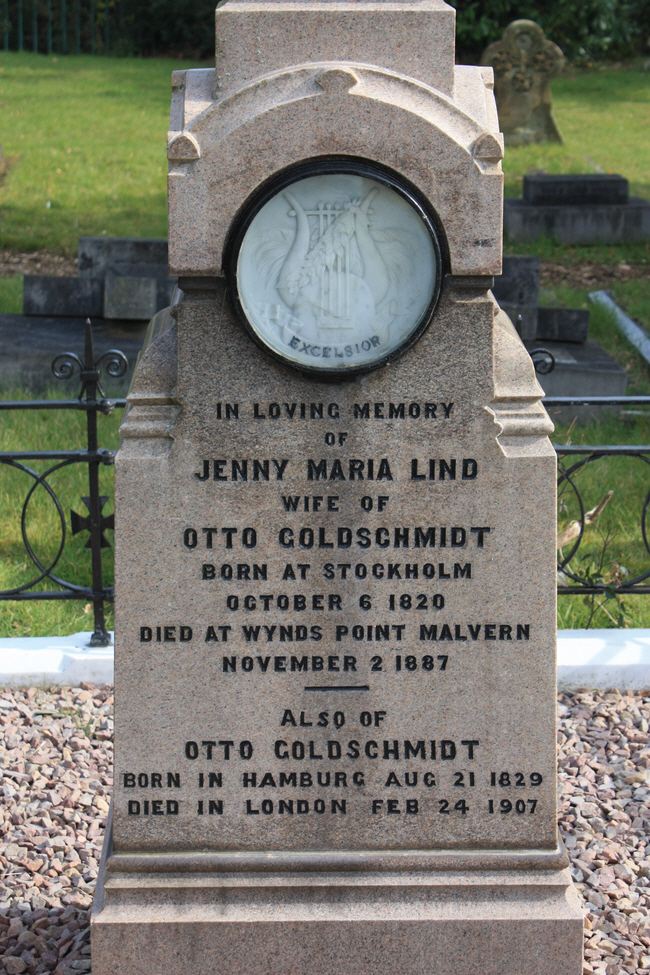 EXCELSIOR
IN LOVING MEMORY
OF
JENNY MARIA LIND
WIFE OF
OTTO GOLDSCHMIDT
BORN AT STOCKHOLM
OCTOBER 6 1820
DIED AT WYNDS POINT MALVERN
NOVEMBER 2 1887
ALSO OF
OTTO GOLDSCHMIDT
BORN IN HAMBURG AUG 21 1829
DIED IN LONDON FEB 24 1907